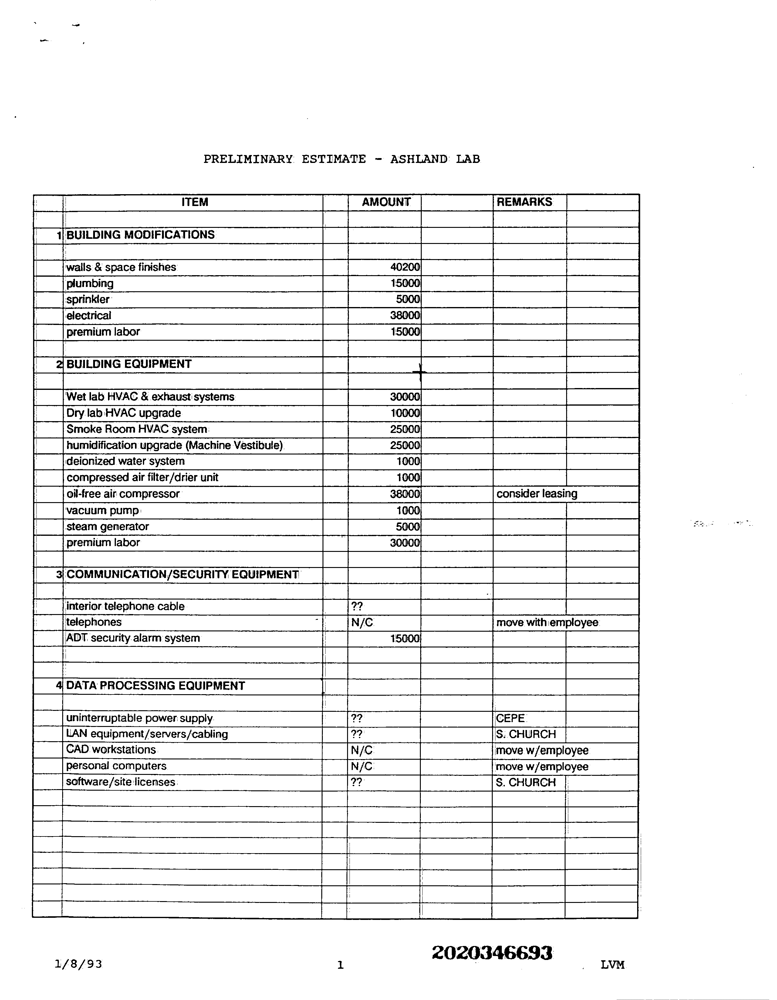 PRELIMINARY ESTIMATE - ASHLAND LAB
ITEM AMOUNT REMARKS
1 BUILDING MODIFICATIONS
walls & space finishes 40200
plumbing 15000
sprinkler 5000
electrical 38000
premium labor 15000
2 BUILDING EQUIPMENT
Wet lab HVAC & exhaust systems 30000
Dry lab HVAC upgrade 10000
Smoke Room HVAC system 25000
humidification upgrade (Machine Vestibule) 25000
deionized water system 1000
compressed air filter/drier unit 1000
oil-free air compressor 38000 consider leasing
vacuum pump 1000
steam generator 5000
premium labor 30000
3 COMMUNICATION/SECURITY EQUIPMENT
interior telephone cable ??
telephones N/C move with employee
ADT security alarm system 15000
4 DATA PROCESSING EQUIPMENT
uninterruptable power supply ?? CEPE
LAN equipment/servers/cabling ?? S. CHURCH
CAD workstations N/C move w/employee
personal computers N/C move w/employee
software/site licenses ?? S. CHURCH
2020346693
1/8/93 1 LVM